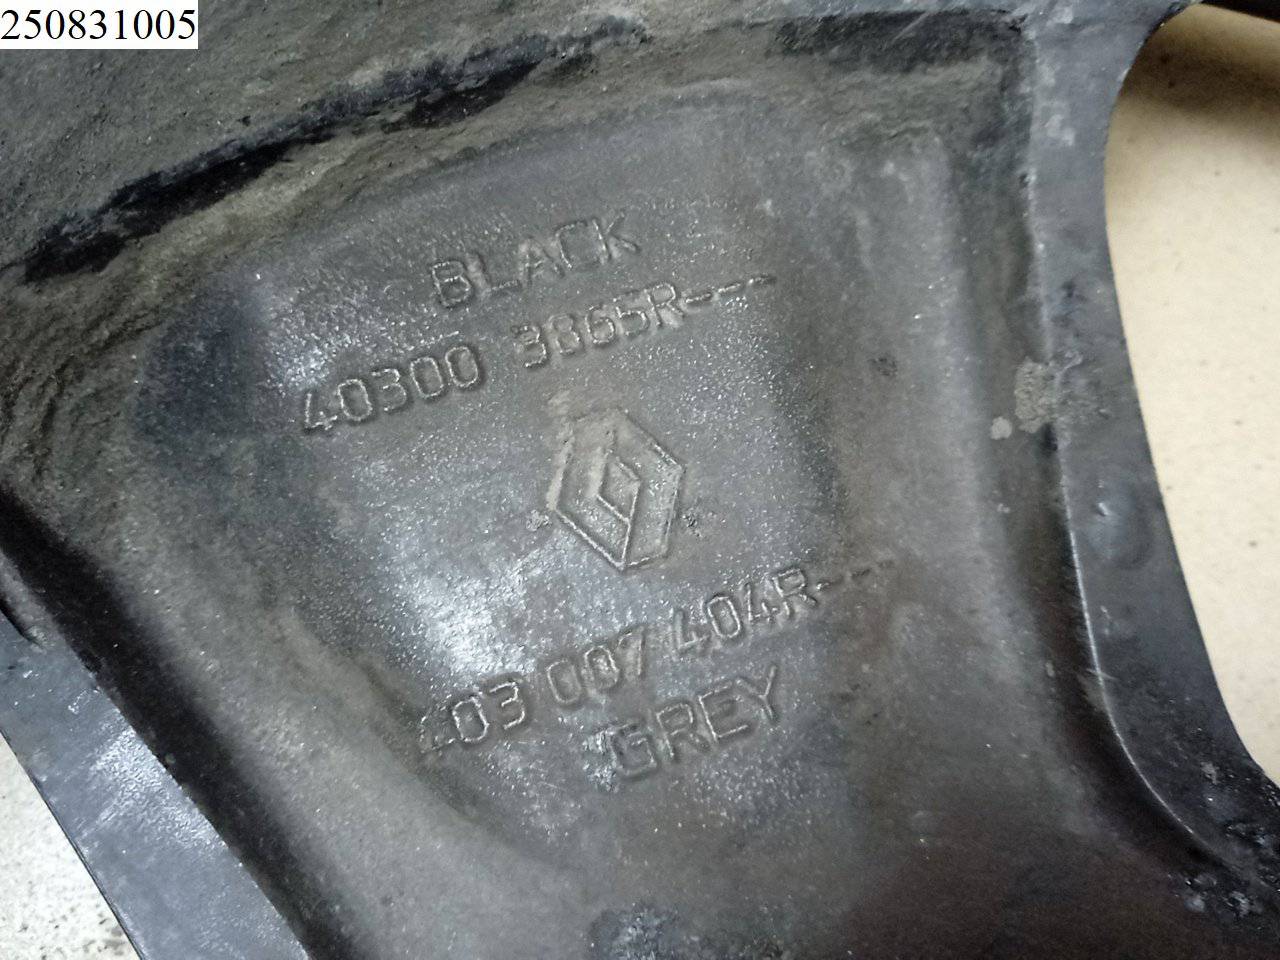 250831005
BLACK
40300 3865R---
403 007 404R---
GREY